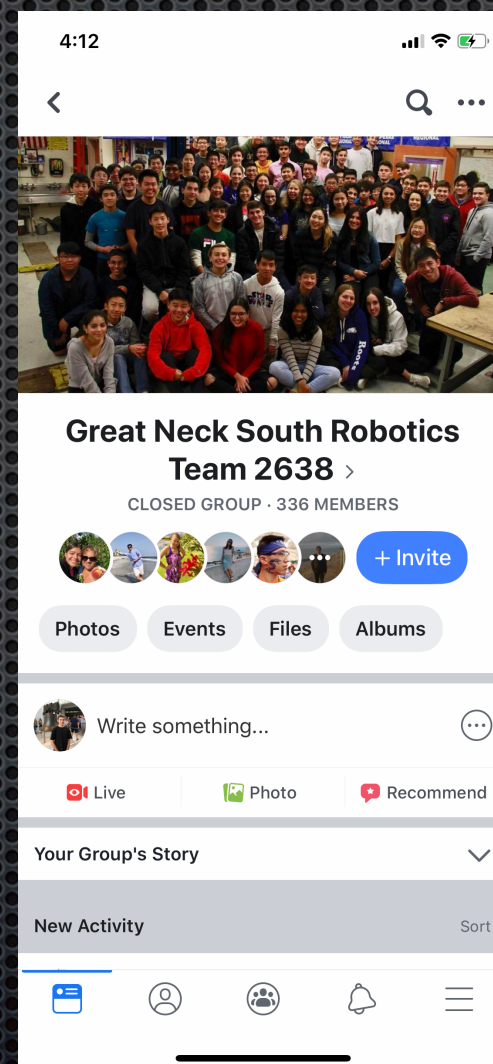 4:12
REGIONAL
Great Neck South Robotics
Team 2638 >
CLOSED GROUP · 336 MEMBERS
+ Invite
Photos
Events
Files
Albums
Write something...
Live
Photo
Recommend
Your Group's Story
New Activity
Sort